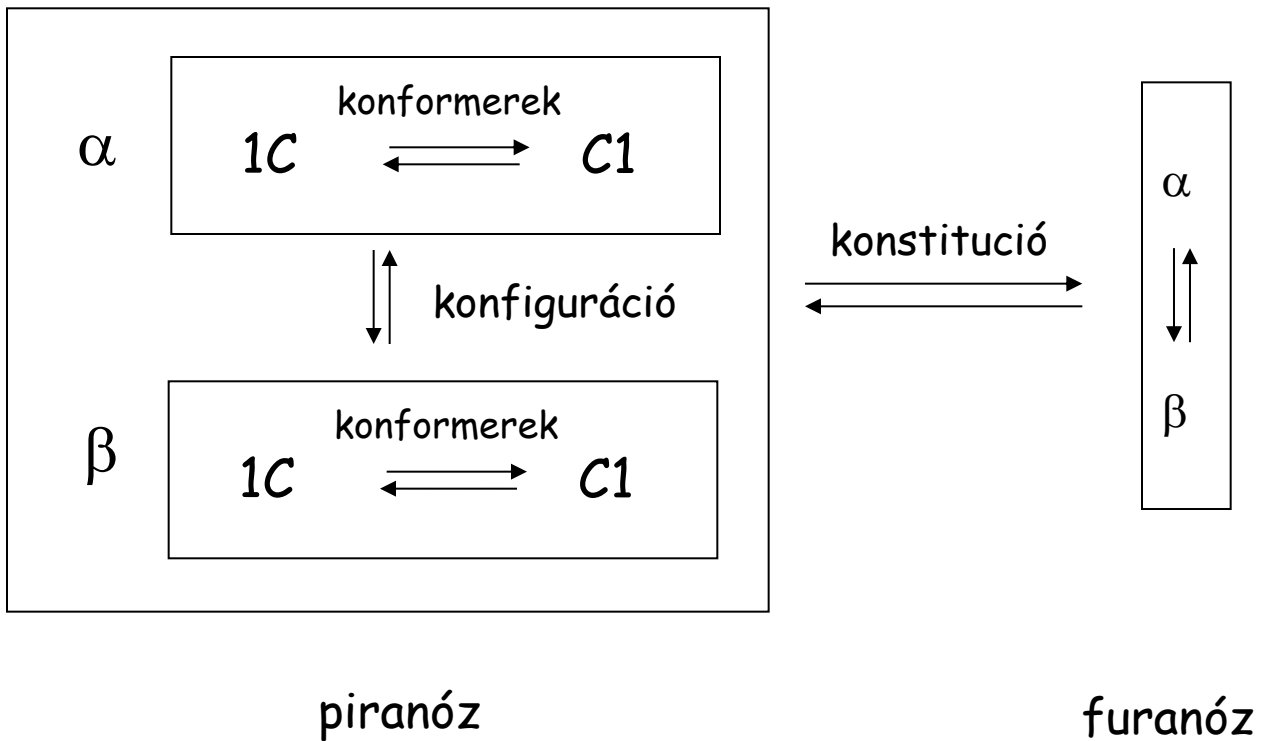 konformerek
α 1C C1
konfiguráció
konformerek
β 1C C1
konstitució
α
β
piranóz
furanóz